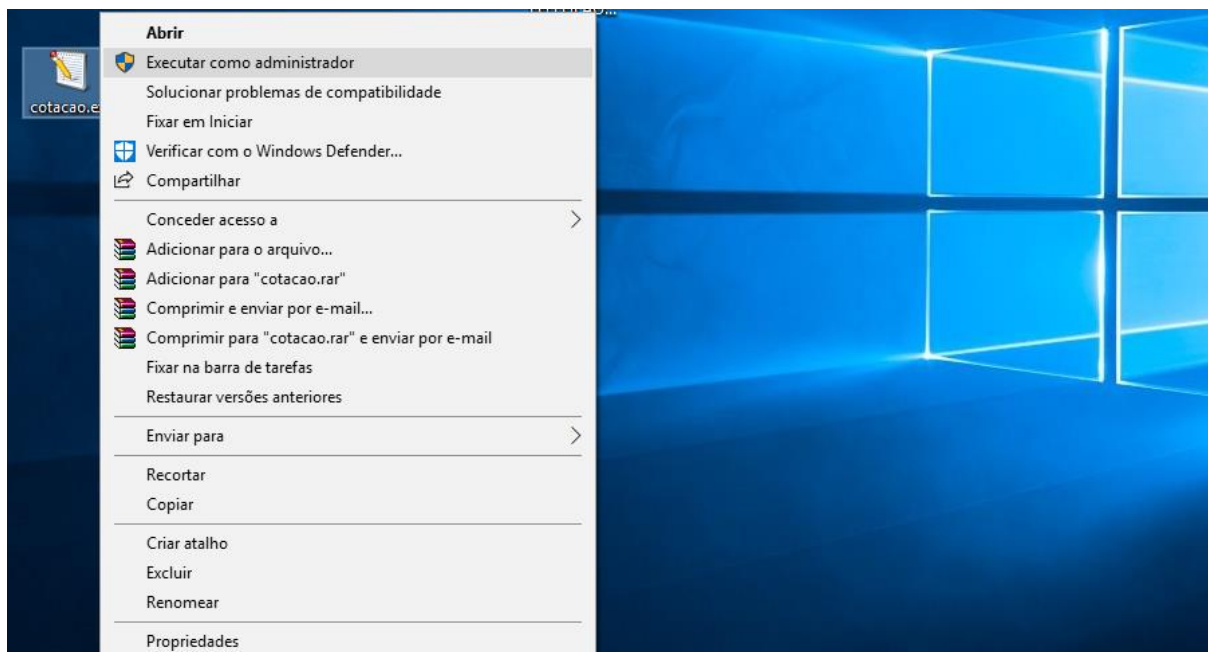 Abrir
cotacao.e
Executar como administrador
Solucionar problemas de compatibilidade
Fixar em Iniciar
Verificar com o Windows Defender...
Compartilhar
Conceder acesso a
Adicionar para o arquivo...
Adicionar para "cotacao.rar"
Comprimir e enviar por e-mail...
Comprimir para "cotacao.rar" e enviar por e-mail
Fixar na barra de tarefas
Restaurar versões anteriores
Enviar para
Recortar
Copiar
Criar atalho
Excluir
Renomear
Propriedades